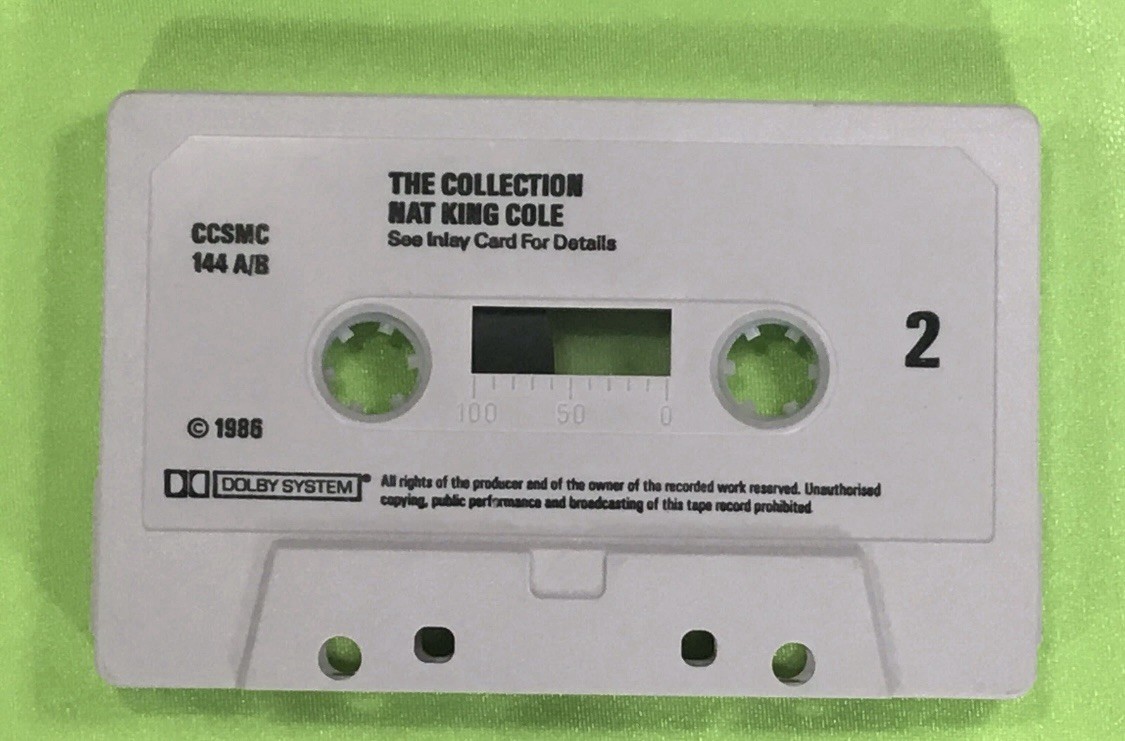 THE COLLECTION
NAT KING COLE
See Inlay Card For Details
CCSMC
144 A/B
2
100 50 0
© 1986
DOLBY SYSTEM
All rights of the producer and of the owner of the recorded work reserved. Unauthorised
copying, public performance and broadcasting of this tape record prohibited